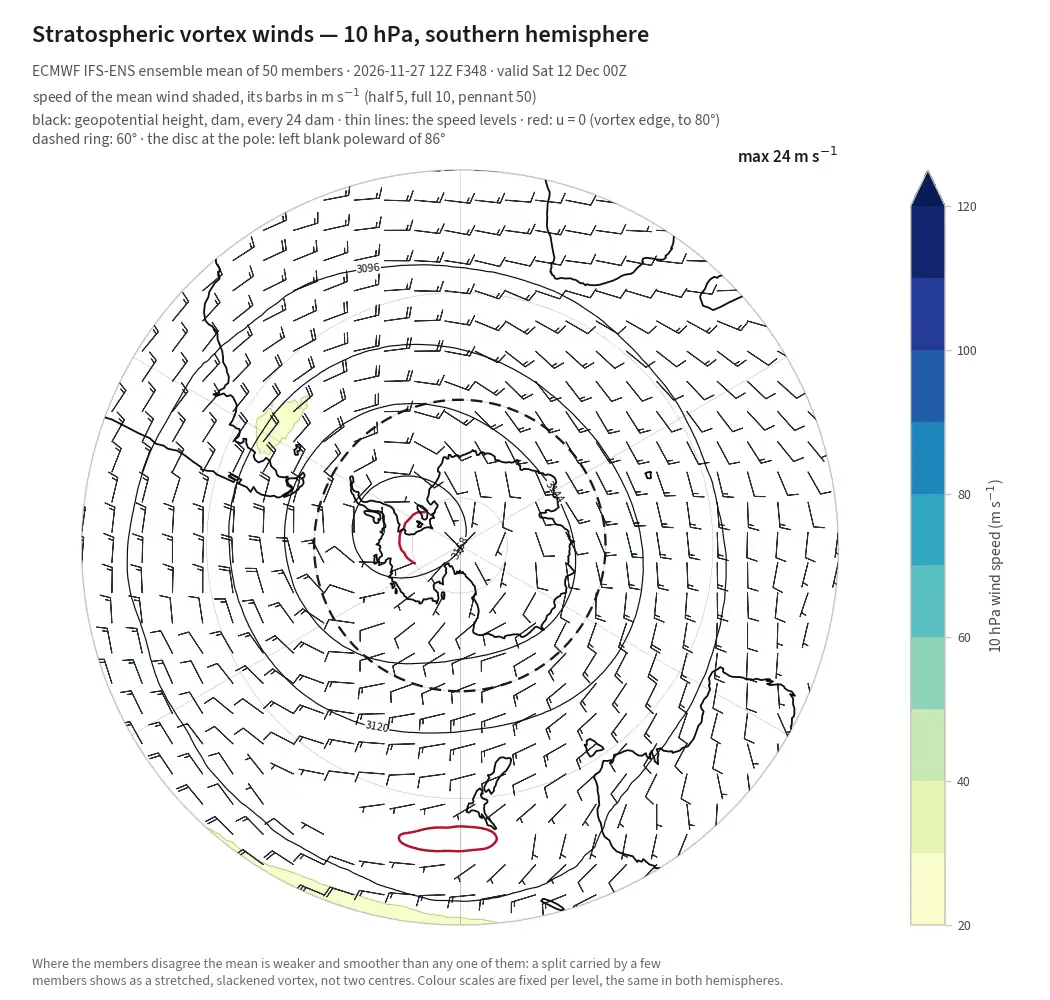 Stratospheric vortex winds — 10 hPa, southern hemisphere
ECMWF IFS-ENS ensemble mean of 50 members · 2026-11-27 12Z F348 · valid Sat 12 Dec 00Z
speed of the mean wind shaded, its barbs in m s⁻¹ (half 5, full 10, pennant 50)
black: geopotential height, dam, every 24 dam · thin lines: the speed levels · red: u = 0 (vortex edge, to 80°)
dashed ring: 60° · the disc at the pole: left blank poleward of 86°
max 24 m s⁻¹
3096
3120
120
100
80
60
40
20
10 hPa wind speed (m s⁻¹)
Where the members disagree the mean is weaker and smoother than any one of them: a split carried by a few
members shows as a stretched, slackened vortex, not two centres. Colour scales are fixed per level, the same in both hemispheres.